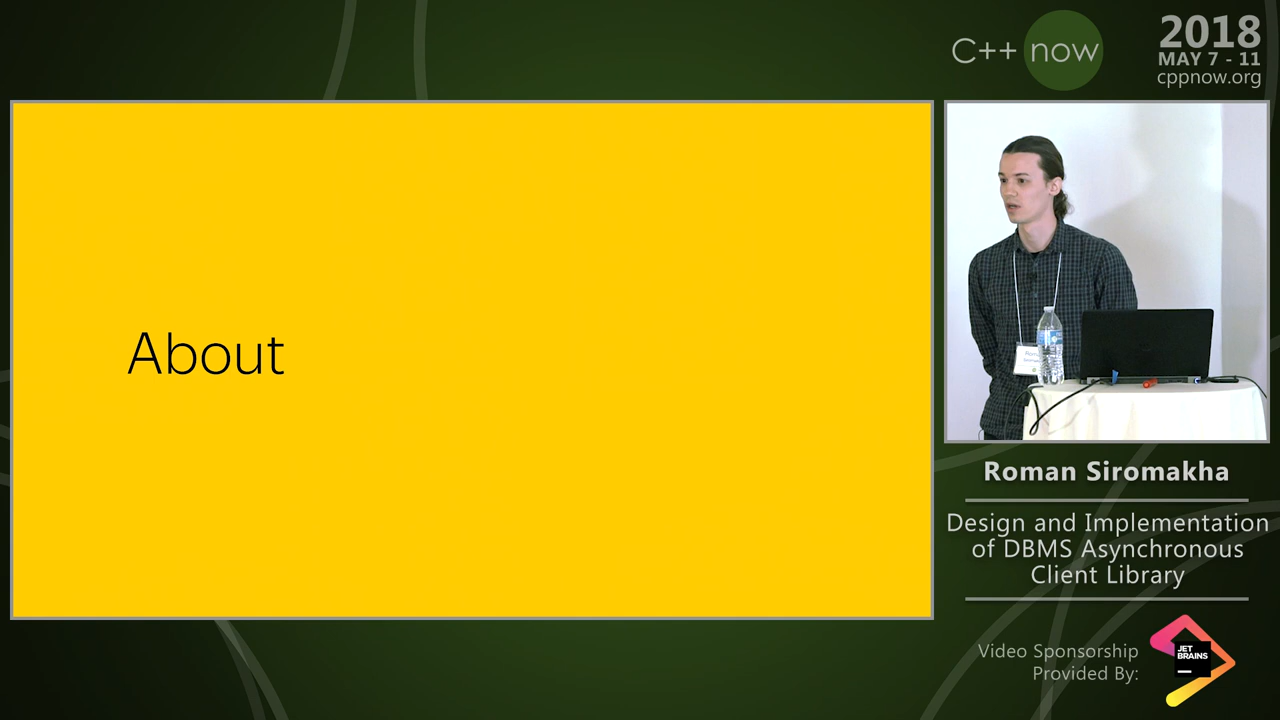 C++ now
2018
MAY 7 - 11
cppnow.org
About
Roman Siromakha
Design and Implementation
of DBMS Asynchronous
Client Library
Video Sponsorship
Provided By:
JET
BRAINS